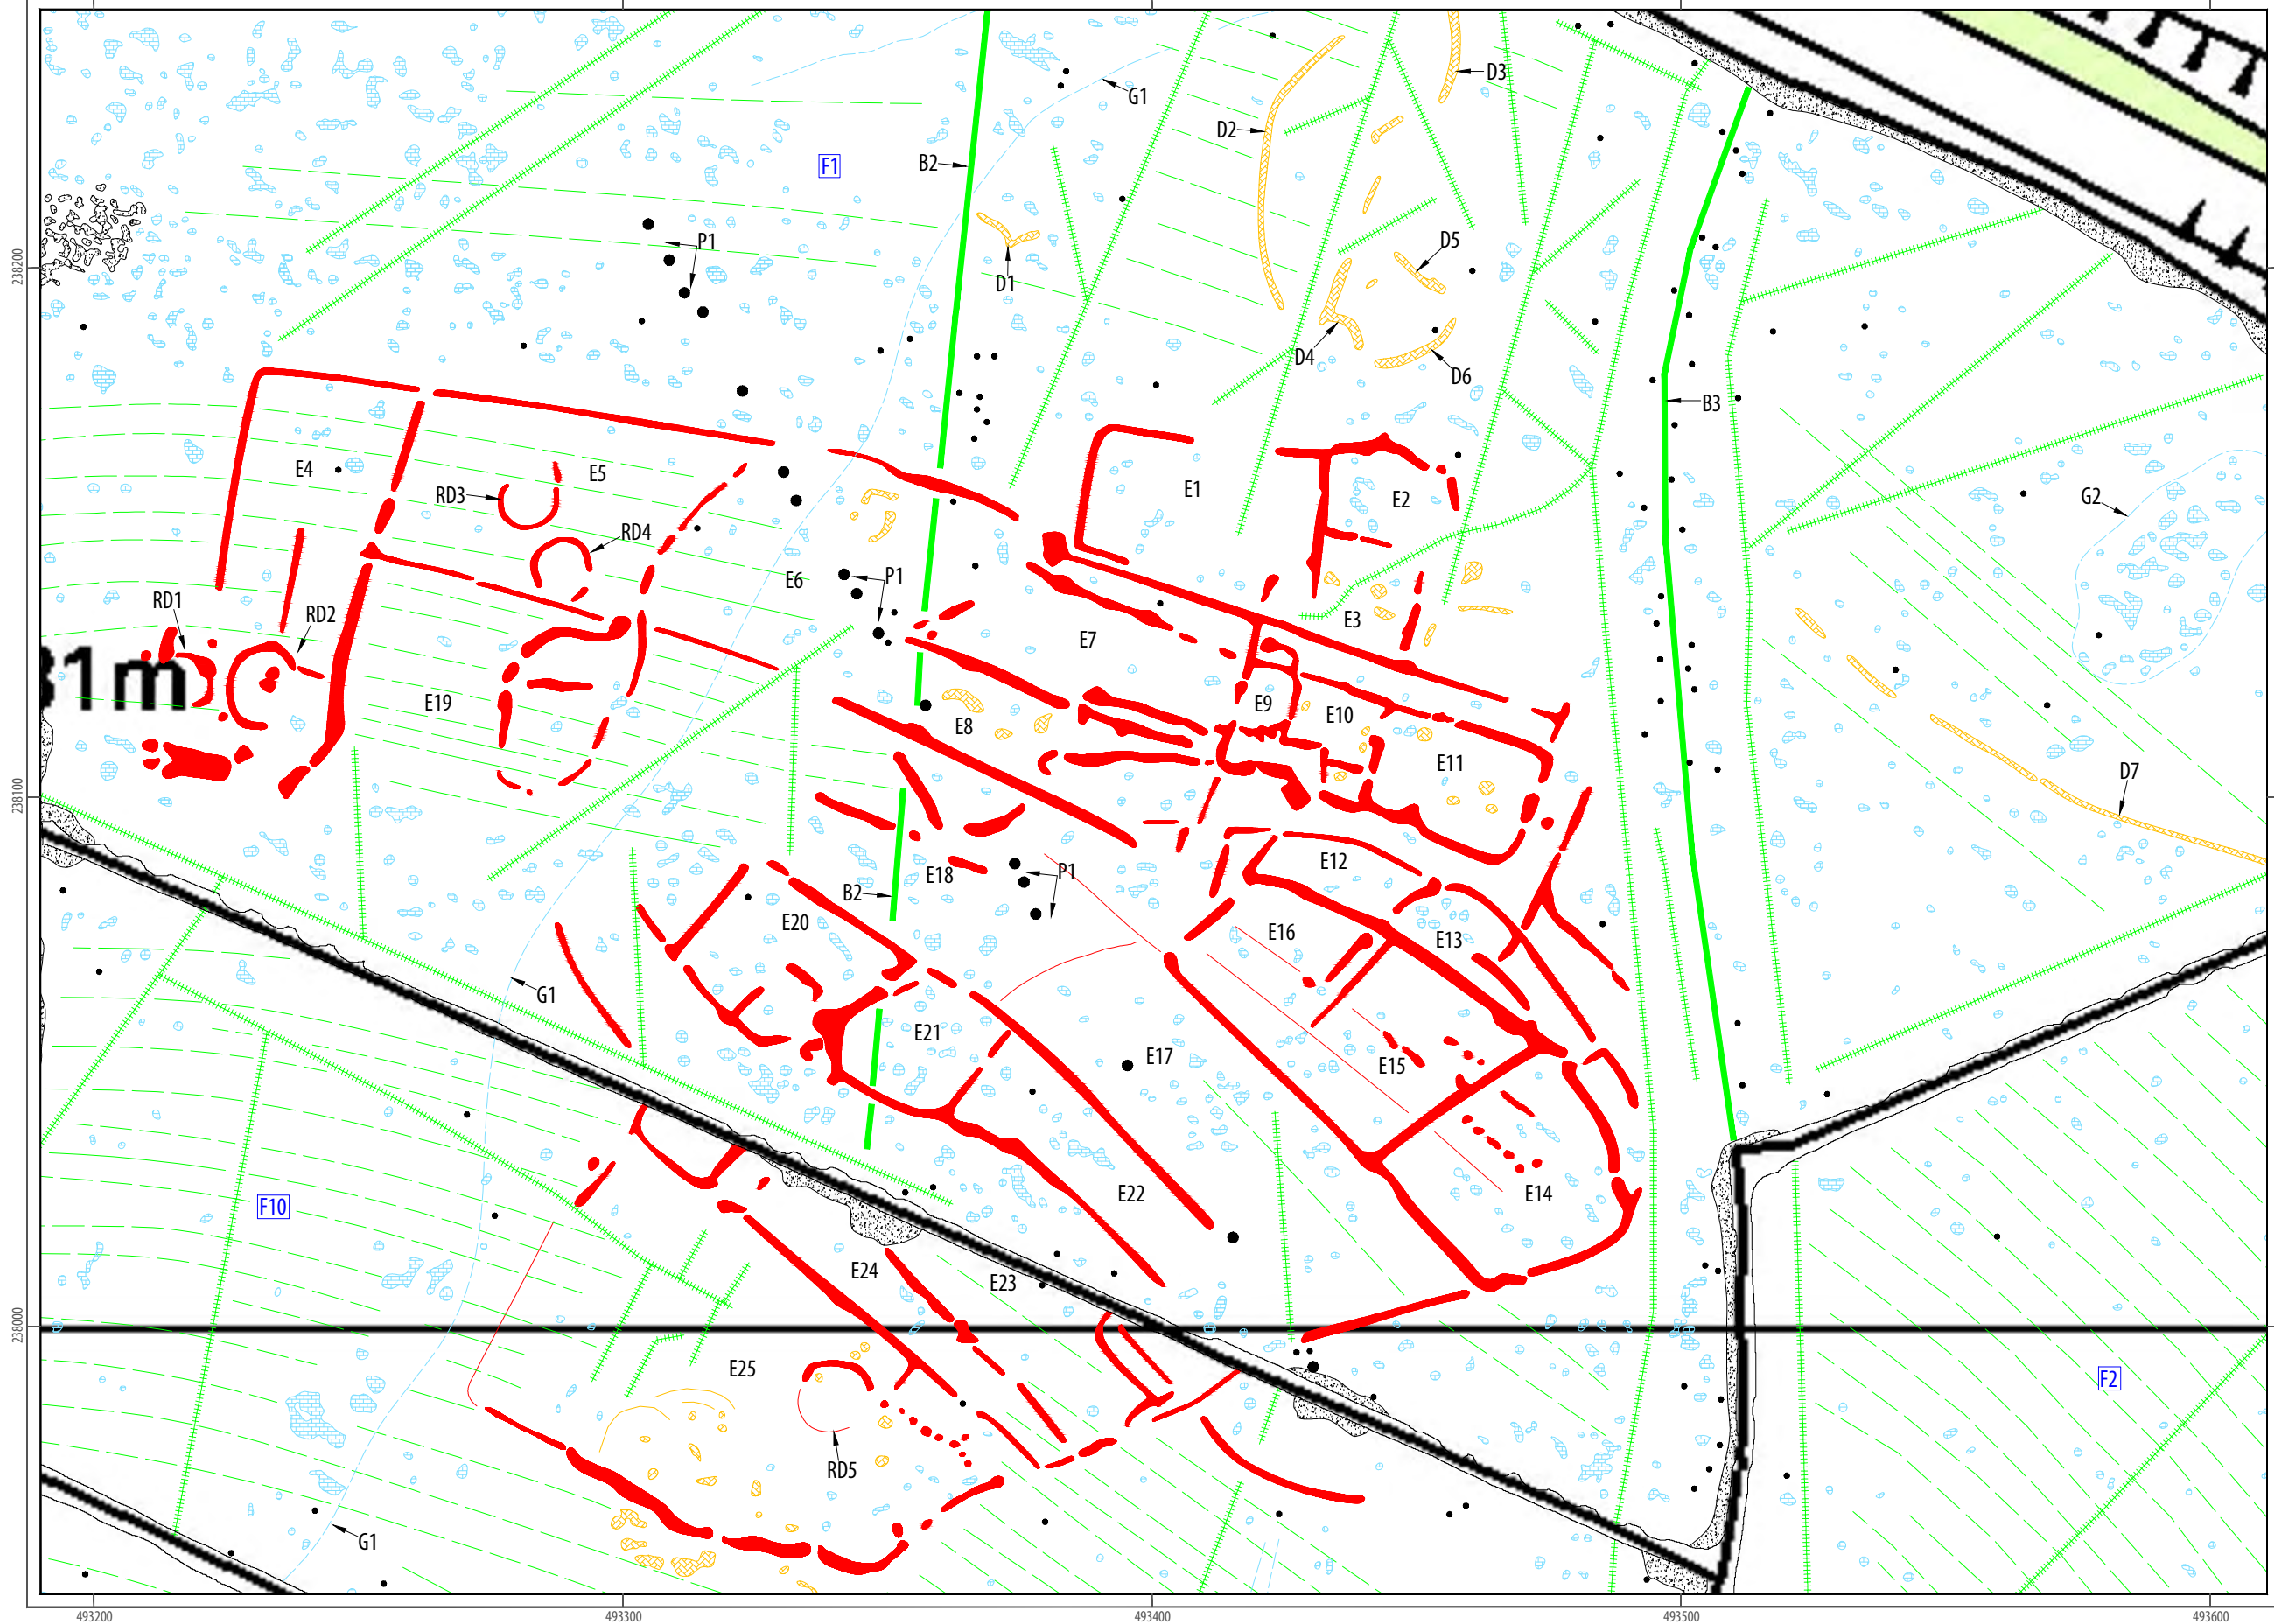 D3
G1
D2
B2
F1
P1
D5
238200
D1
D4
D6
B3
E4
E5
RD3
E1
E2
G2
RD4
E6
P1
RD1
RD2
E3
E7
31m
E19
E9
E10
E8
E11
D7
238100
E12
E18
P1
B2
E20
E16
E13
G1
E21
E17
E15
E22
E14
F10
E24
E23
238000
E25
F2
RD5
G1
493200
493300
493400
493500
493600